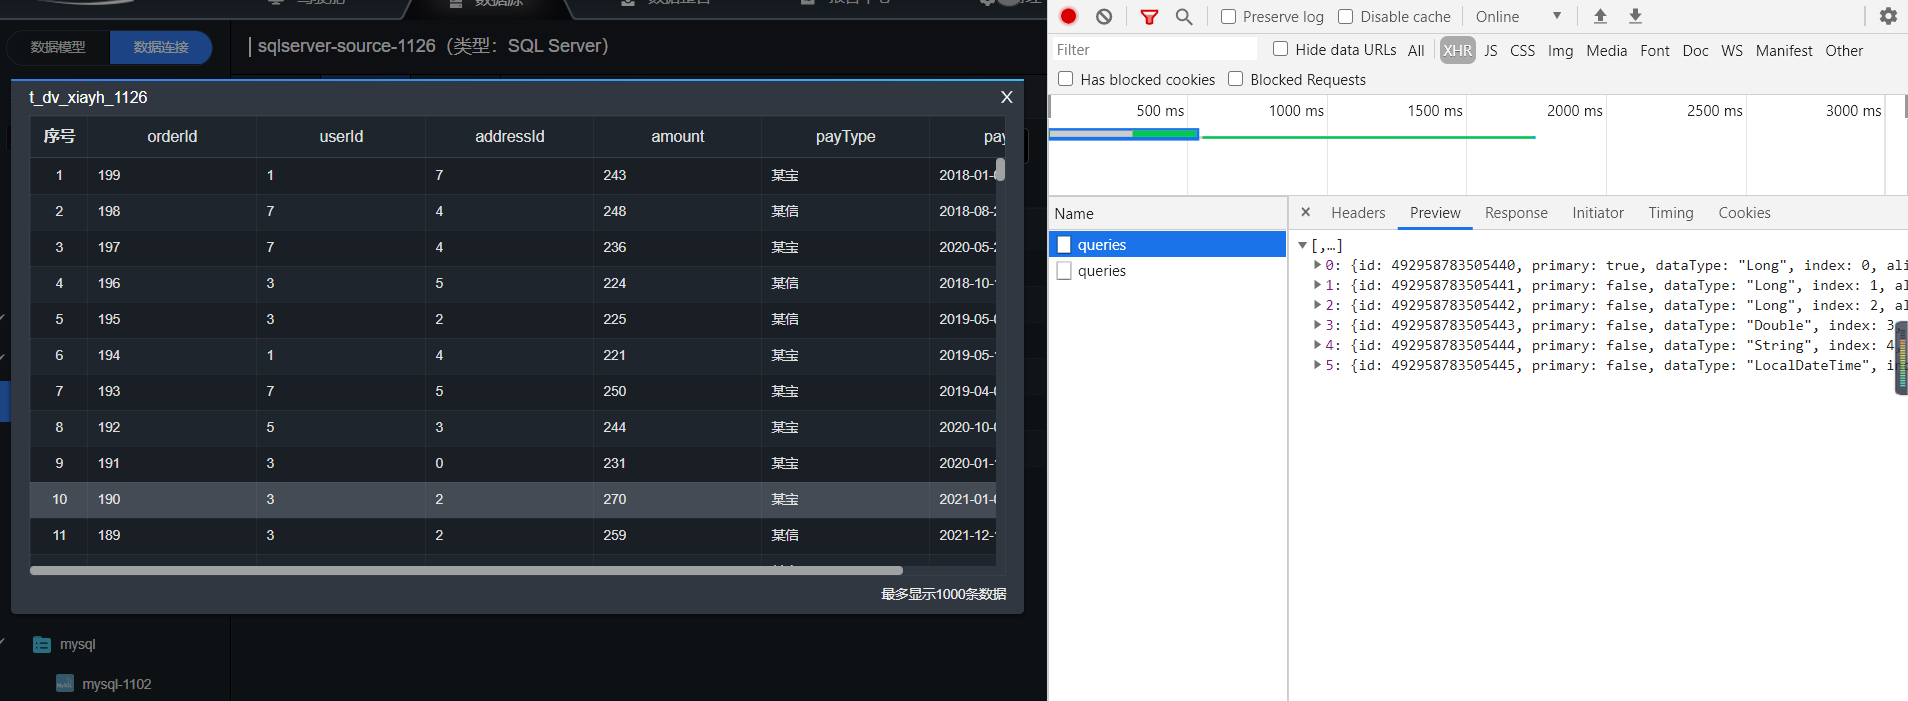 数据源
数据模型
数据连接
sqlserver-source-1126（类型：SQL Server）
t_dv_xiayh_1126
X
序号 orderId userId addressId amount payType pay
1 199 1 7 243 某宝 2018-01-
2 198 7 4 248 某信 2018-08-2
3 197 7 4 236 某宝 2020-05-2
4 196 3 5 224 某信 2018-10-
5 195 3 2 225 某信 2019-05-
6 194 1 4 221 某宝 2019-05-
7 193 7 5 250 某宝 2019-04-
8 192 5 3 244 某宝 2020-10-
9 191 3 0 231 某宝 2020-01-
10 190 3 2 270 某宝 2021-01-
11 189 3 2 259 某信 2021-12-
最多显示1000条数据
mysql
mysql-1102
Preserve log Disable cache Online
Filter Hide data URLs All XHR JS CSS Img Media Font Doc WS Manifest Other
Has blocked cookies Blocked Requests
500 ms 1000 ms 1500 ms 2000 ms 2500 ms 3000 ms
Name
queries
queries
× Headers Preview Response Initiator Timing Cookies
[,…]
0: {id: 492958783505440, primary: true, dataType: "Long", index: 0, ali
1: {id: 492958783505441, primary: false, dataType: "Long", index: 1, al
2: {id: 492958783505442, primary: false, dataType: "Long", index: 2, al
3: {id: 492958783505443, primary: false, dataType: "Double", index: 3
4: {id: 492958783505444, primary: false, dataType: "String", index: 4
5: {id: 492958783505445, primary: false, dataType: "LocalDateTime", i